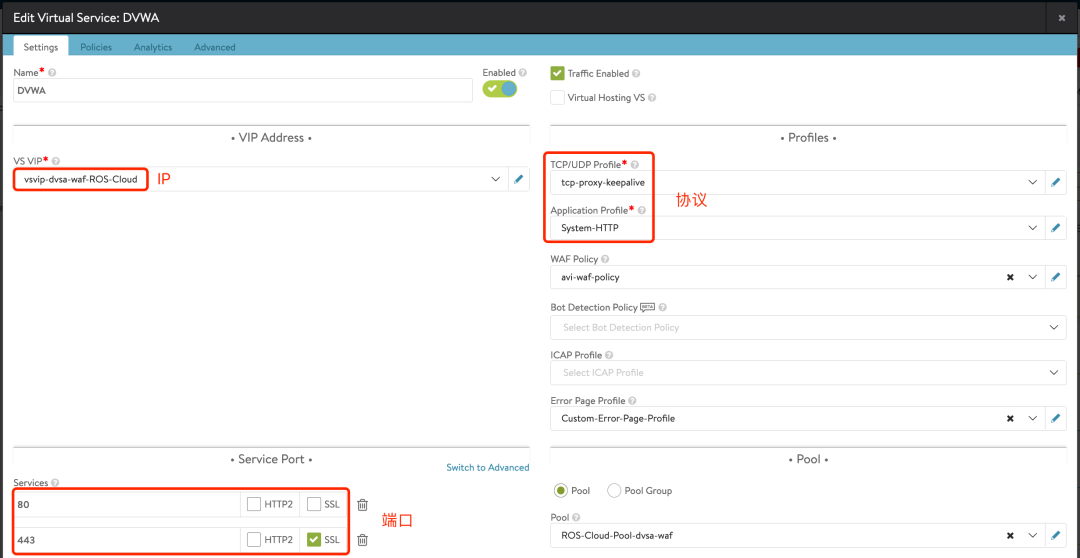 Edit Virtual Service: DVWA
Settings
Policies
Analytics
Advanced
Name*
Enabled
DVWA
Traffic Enabled
Virtual Hosting VS
• VIP Address •
VS VIP*
vsvip-dvsa-waf-ROS-Cloud
IP
• Profiles •
TCP/UDP Profile*
tcp-proxy-keepalive
协议
Application Profile*
System-HTTP
WAF Policy
avi-waf-policy
Bot Detection Policy BETA
Select Bot Detection Policy
ICAP Profile
Select ICAP Profile
Error Page Profile
Custom-Error-Page-Profile
• Service Port •
Switch to Advanced
Services
80
HTTP2
SSL
端口
443
HTTP2
SSL
• Pool •
Pool
Pool Group
Pool
ROS-Cloud-Pool-dvsa-waf